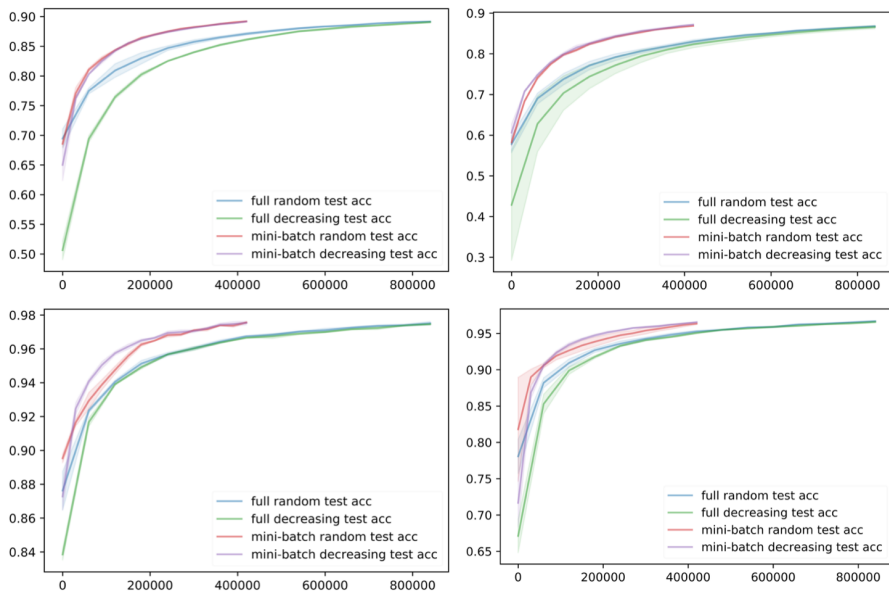 0.90
0.85
0.80
0.75
0.70
0.65
0.60
0.55
0.50
full random test acc
full decreasing test acc
mini-batch random test acc
mini-batch decreasing test acc
0 200000 400000 600000 800000
0.9
0.8
0.7
0.6
0.5
0.4
0.3
full random test acc
full decreasing test acc
mini-batch random test acc
mini-batch decreasing test acc
0 200000 400000 600000 800000
0.98
0.96
0.94
0.92
0.90
0.88
0.86
0.84
full random test acc
full decreasing test acc
mini-batch random test acc
mini-batch decreasing test acc
0 200000 400000 600000 800000
0.95
0.90
0.85
0.80
0.75
0.70
0.65
full random test acc
full decreasing test acc
mini-batch random test acc
mini-batch decreasing test acc
0 200000 400000 600000 800000